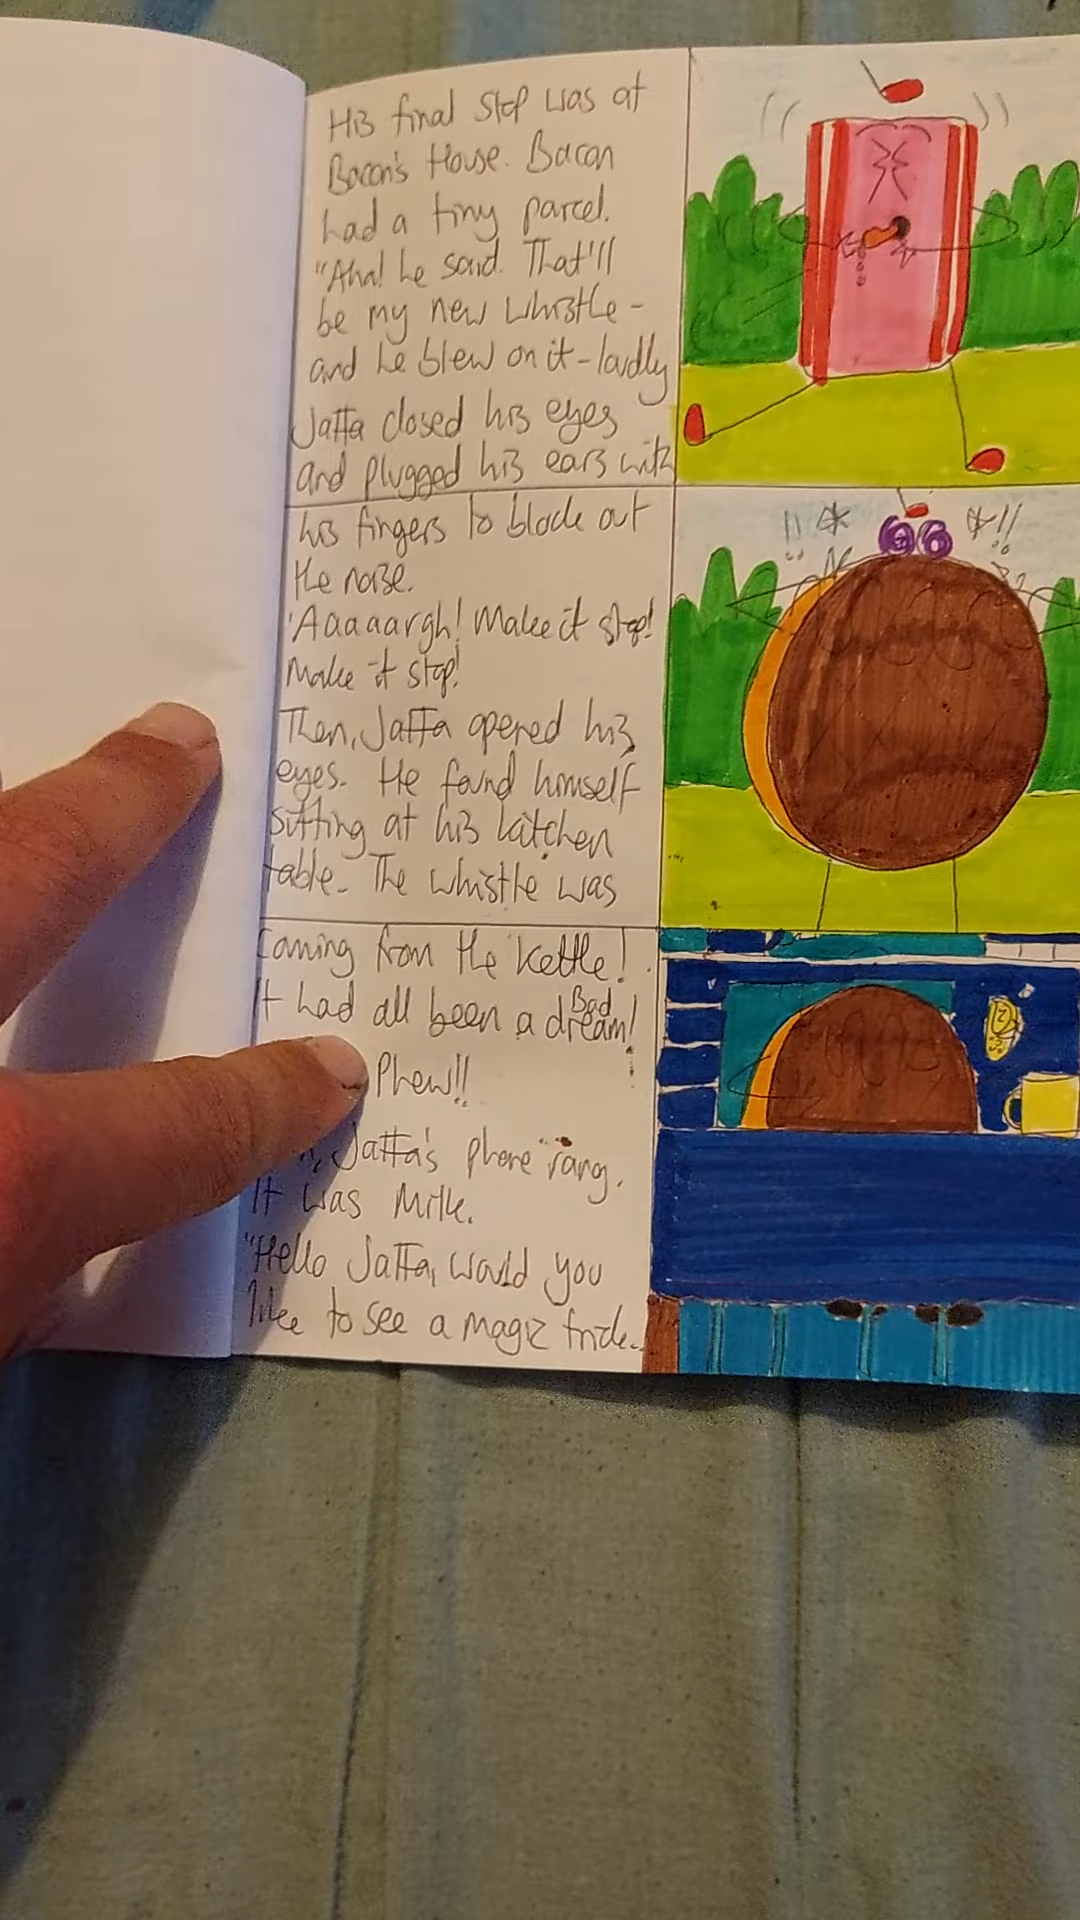 His final stop was at
Bacon's House. Bacon
had a tiny parcel.
"Aha! he said. That'll
be my new whistle -
and he blew on it - loudly
Jaffa closed his eyes
and plugged his ears with
his fingers to block out
the noise.
'Aaaaargh! Make it stop!
Make it stop!
Then, Jaffa opened his
eyes. He found himself
sitting at his kitchen
table. The whistle was
coming from the kettle!
It had all been a Bad dream!
Phew!!
Jaffa's phone rang.
It was Milk.
"Hello Jaffa, would you
like to see a magic trick...